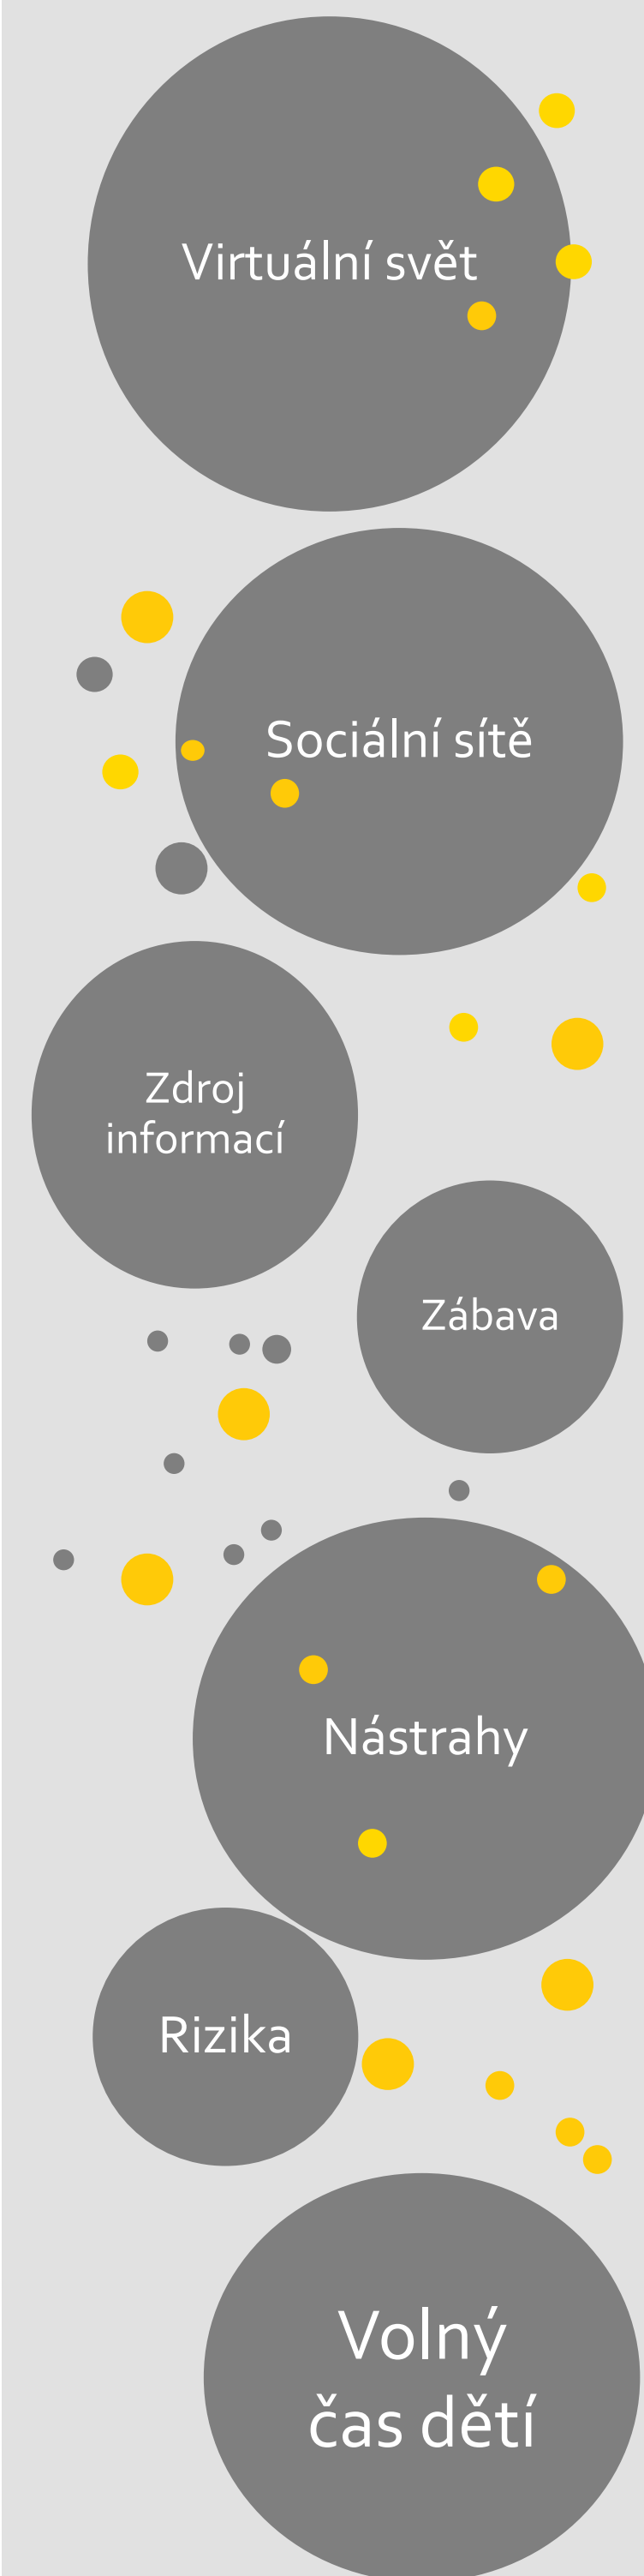 Virtuální svět
Sociální sítě
Zdroj
informací
Zábava
Nástrahy
Rizika
Volný
čas dětí